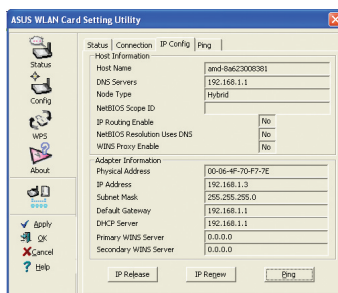 ASUS WLAN Card Setting Utility
Status
Config
WPS
About
Apply
OK
Cancel
Help
Status Connection IP Config Ping
Host Information
Host Name amd-8a623008381
DNS Servers 192.168.1.1
Node Type Hybrid
NetBIOS Scope ID
IP Routing Enable No
NetBIOS Resolution Uses DNS No
WINS Proxy Enable No
Adapter Information
Physical Address 00-06-4F-70-F7-7E
IP Address 192.168.1.3
Subnet Mask 255.255.255.0
Default Gateway 192.168.1.1
DHCP Server 192.168.1.1
Primary WINS Server 0.0.0.0
Secondary WINS Server 0.0.0.0
IP Release IP Renew Ping